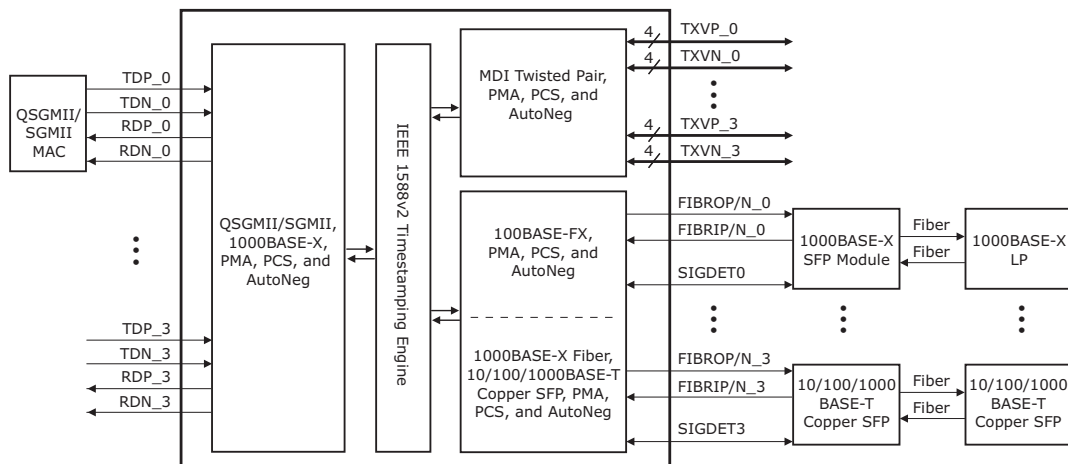 QSGMII/
SGMII
MAC
TDP_0
TDN_0
RDP_0
RDN_0
TDP_3
TDN_3
RDP_3
RDN_3
QSGMII/SGMII,
1000BASE-X,
PMA, PCS, and
AutoNeg
IEEE 1588v2 Timestamping Engine
MDI Twisted Pair,
PMA, PCS, and
AutoNeg
100BASE-FX,
PMA, PCS, and
AutoNeg
1000BASE-X Fiber,
10/100/1000BASE-T
Copper SFP, PMA,
PCS, and AutoNeg
4
TXVP_0
4
TXVN_0
4
TXVP_3
4
TXVN_3
FIBROP/N_0
FIBRIP/N_0
SIGDET0
FIBROP/N_3
FIBRIP/N_3
SIGDET3
1000BASE-X
SFP Module
Fiber
Fiber
1000BASE-X
LP
10/100/1000
BASE-T
Copper SFP
Fiber
Fiber
10/100/1000
BASE-T
Copper SFP